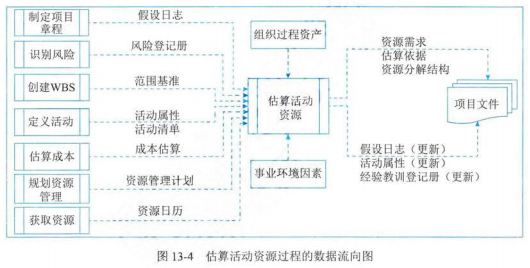 制定项目
章程
假设日志
识别风险
风险登记册
创建WBS
范围基准
定义活动
活动属性
活动清单
估算成本
成本估算
规划资源
管理
资源管理计划
获取资源
资源日历
组织过程资产
估算活动
资源
事业环境因素
资源需求
估算依据
资源分解结构
项目文件
假设日志（更新）
活动属性（更新）
经验教训登记册（更新）
图 13-4 估算活动资源过程的数据流向图